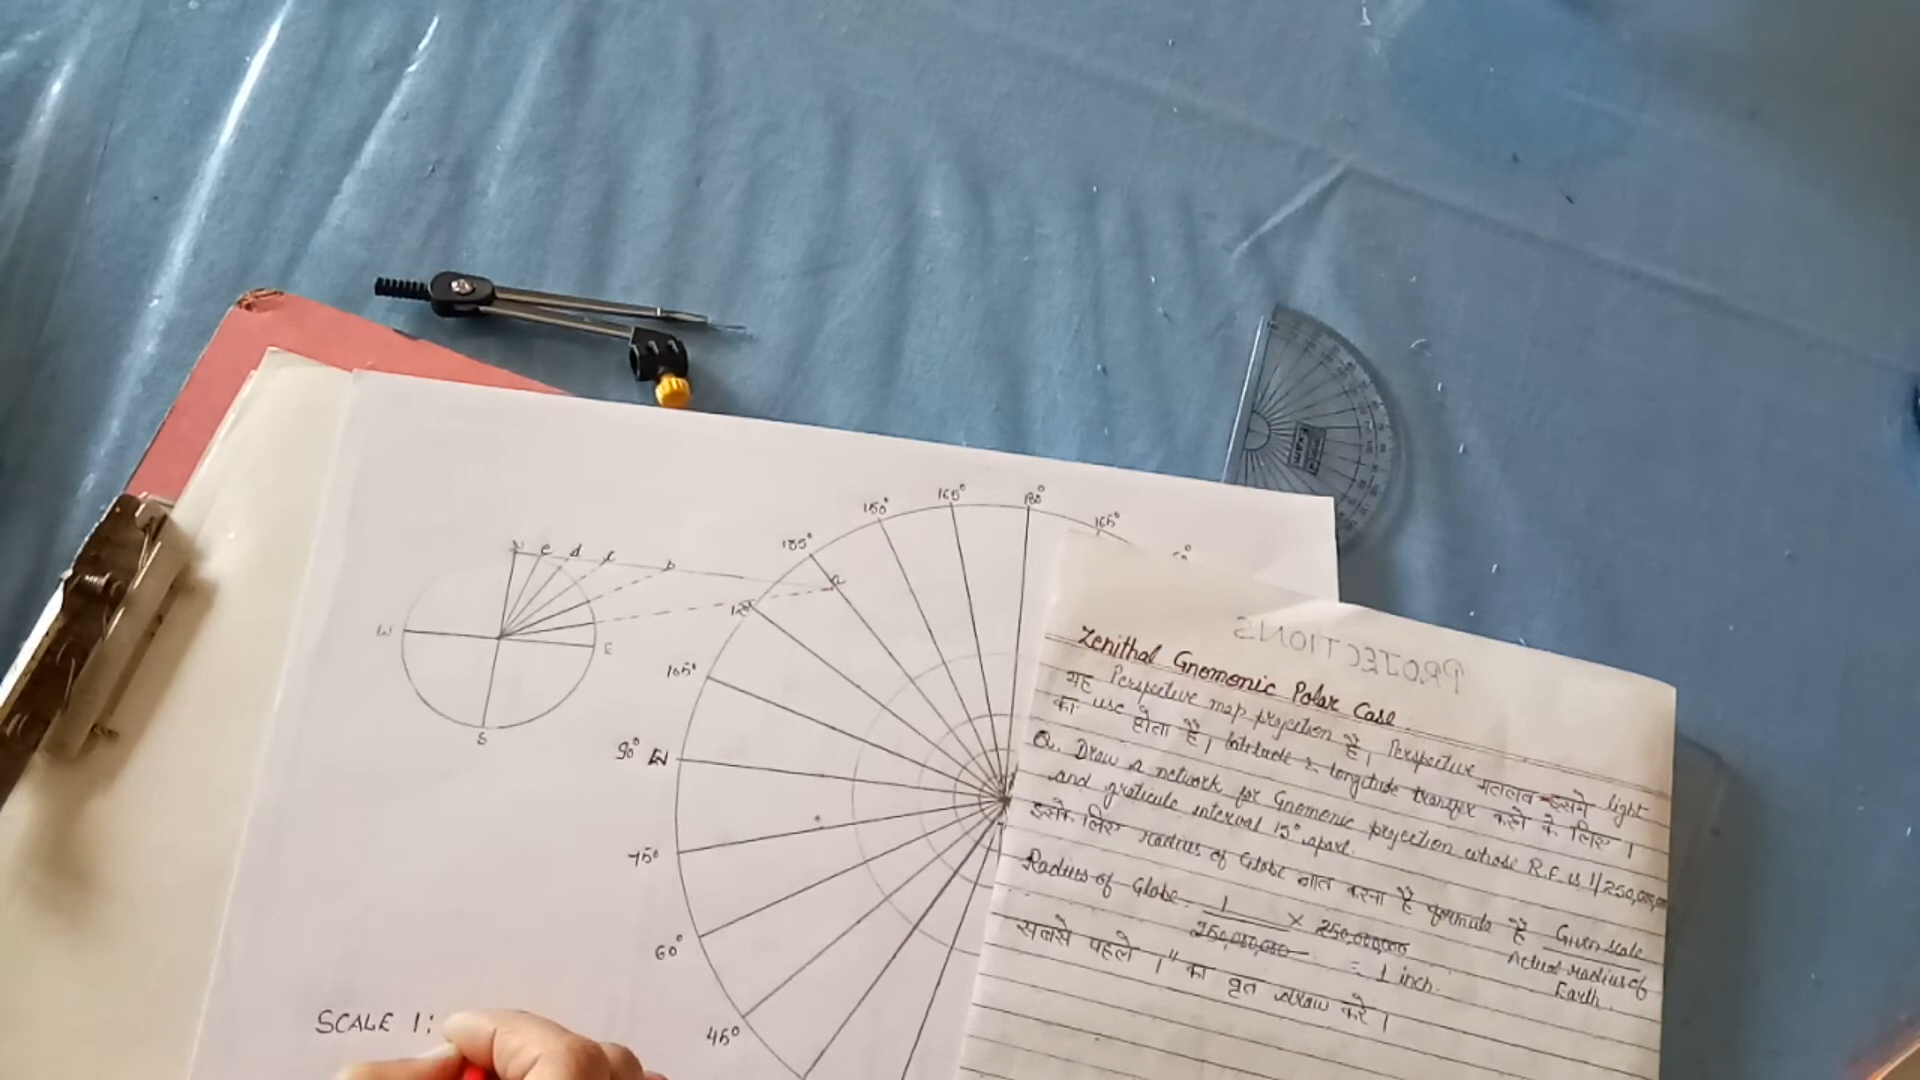 N e d c b a
W E
S
105° 120° 135° 150° 165° 180° 165°
90° W
75°
60°
45°
SCALE 1:
PROJECTIONS
Zenithal Gnomonic Polar Case
यह Perspective map projection है। Perspective मतलब इसमें light
का use होता है। latitude & longitude transfer करने के लिए।
Q. Draw a network for Gnomonic projection whose R.F. is 1/250,000,000
and graticule interval 15° apart.
इसके लिए radius of Globe ज्ञात करना है formula है Given scale
Actual radius of Earth
Radius of Globe. 1/250,000,000 × 250,000,000 = 1 inch.
सबसे पहले 1" का वृत draw करे।